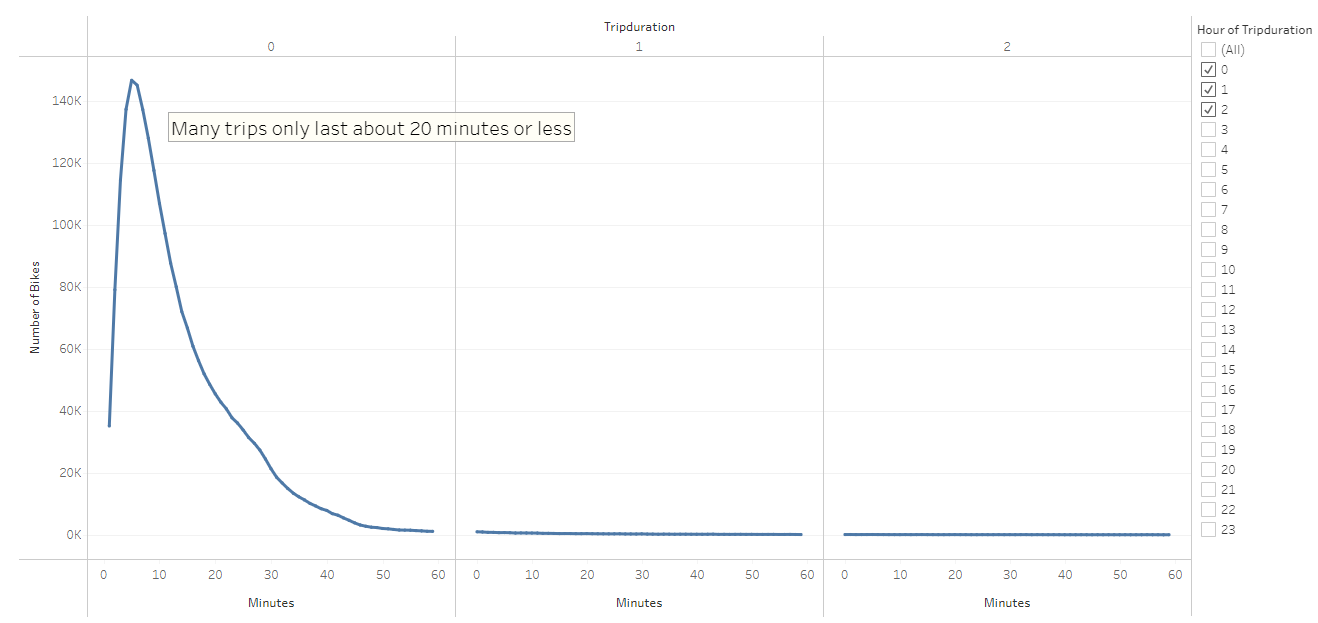 Tripduration
0 1 2
Number of Bikes
140K
120K
100K
80K
60K
40K
20K
0K
Many trips only last about 20 minutes or less
0 10 20 30 40 50 60 0 10 20 30 40 50 60 0 10 20 30 40 50 60
Minutes Minutes Minutes
Hour of Tripduration
(All)
0
1
2
3
4
5
6
7
8
9
10
11
12
13
14
15
16
17
18
19
20
21
22
23